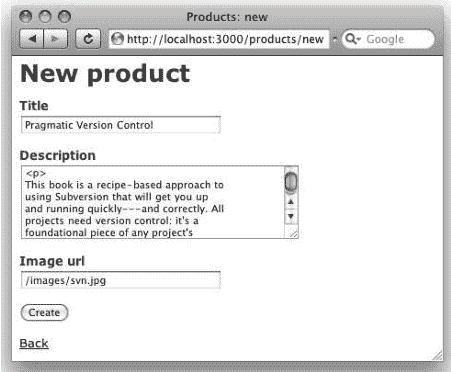 Products: new
http://localhost:3000/products/new
Google
New product
Title
Pragmatic Version Control
Description
<p>
This book is a recipe-based approach to
using Subversion that will get you up
and running quickly---and correctly. All
projects need version control: it's a
foundational piece of any project's
Image url
/images/svn.jpg
Create
Back